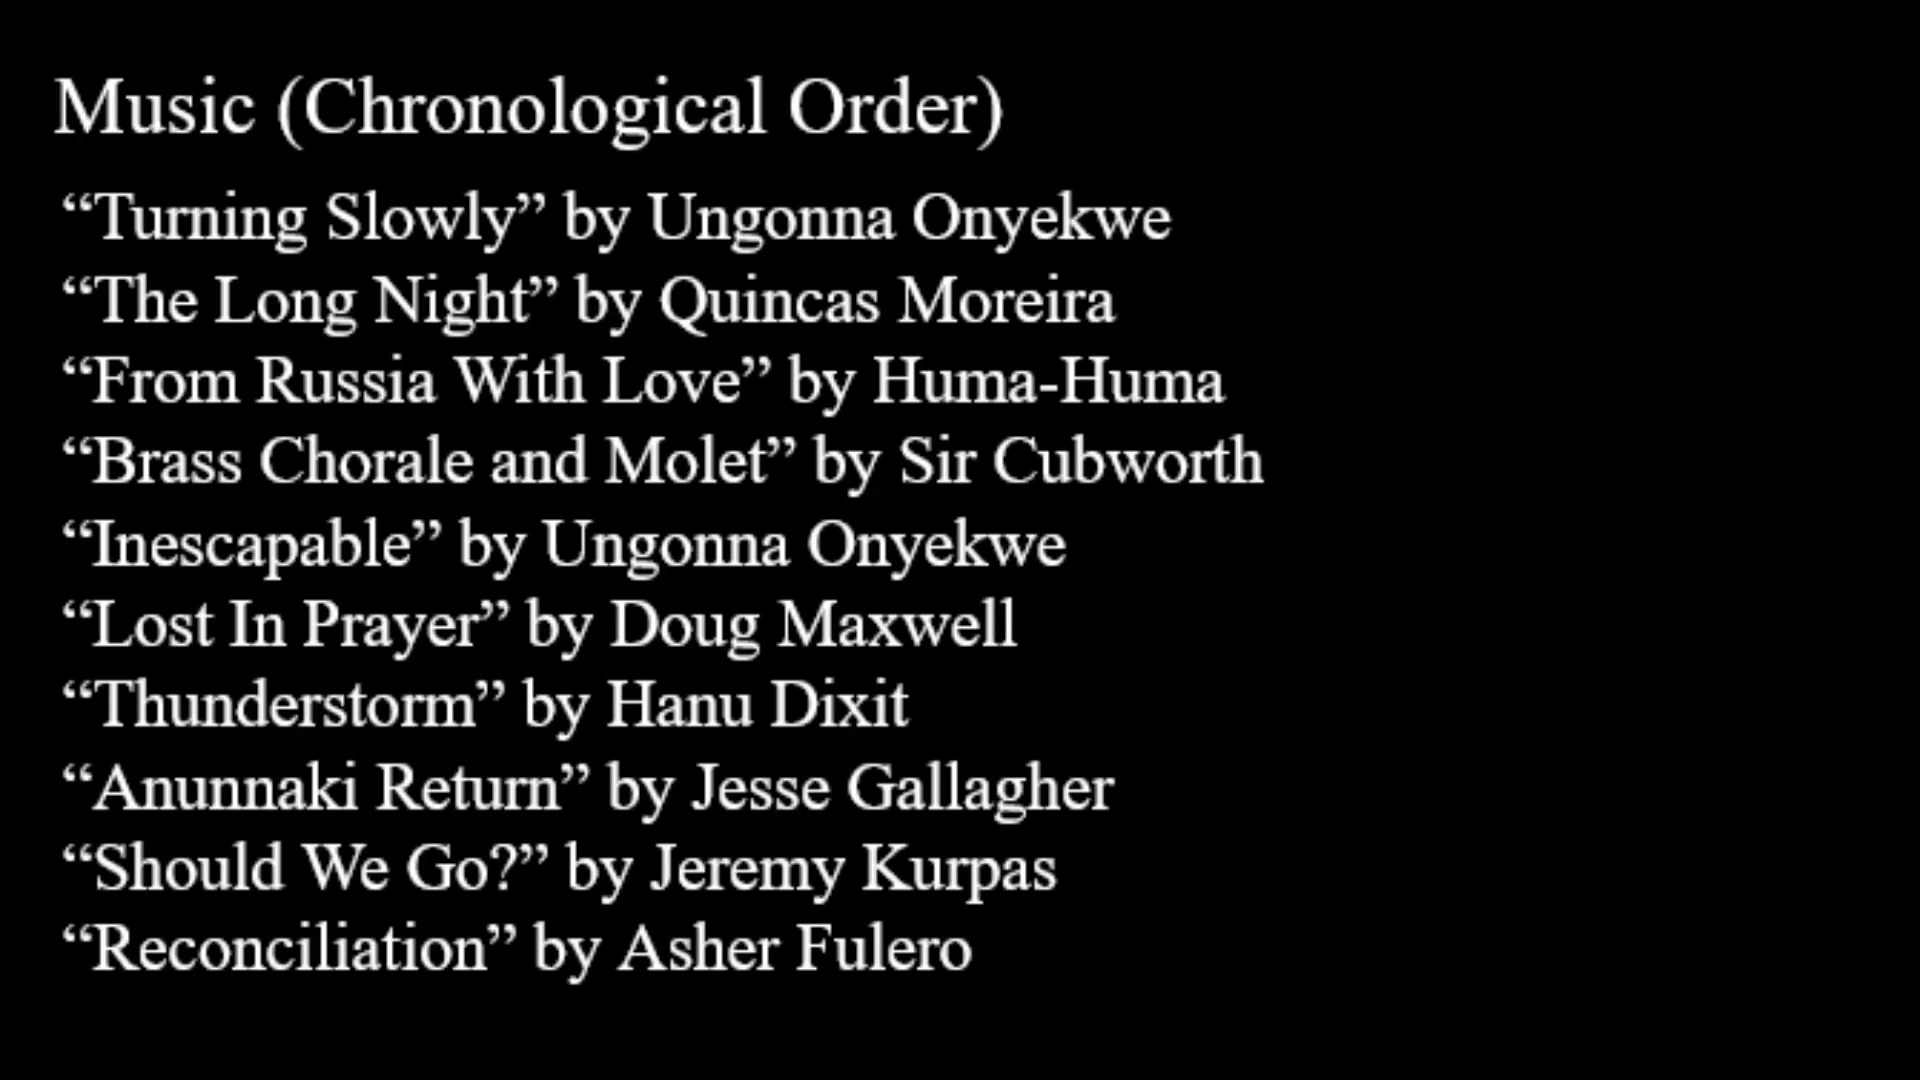 Music (Chronological Order)
“Turning Slowly” by Ungonna Onyekwe
“The Long Night” by Quincas Moreira
“From Russia With Love” by Huma-Huma
“Brass Chorale and Molet” by Sir Cubworth
“Inescapable” by Ungonna Onyekwe
“Lost In Prayer” by Doug Maxwell
“Thunderstorm” by Hanu Dixit
“Anunnaki Return” by Jesse Gallagher
“Should We Go?” by Jeremy Kurpas
“Reconciliation” by Asher Fulero